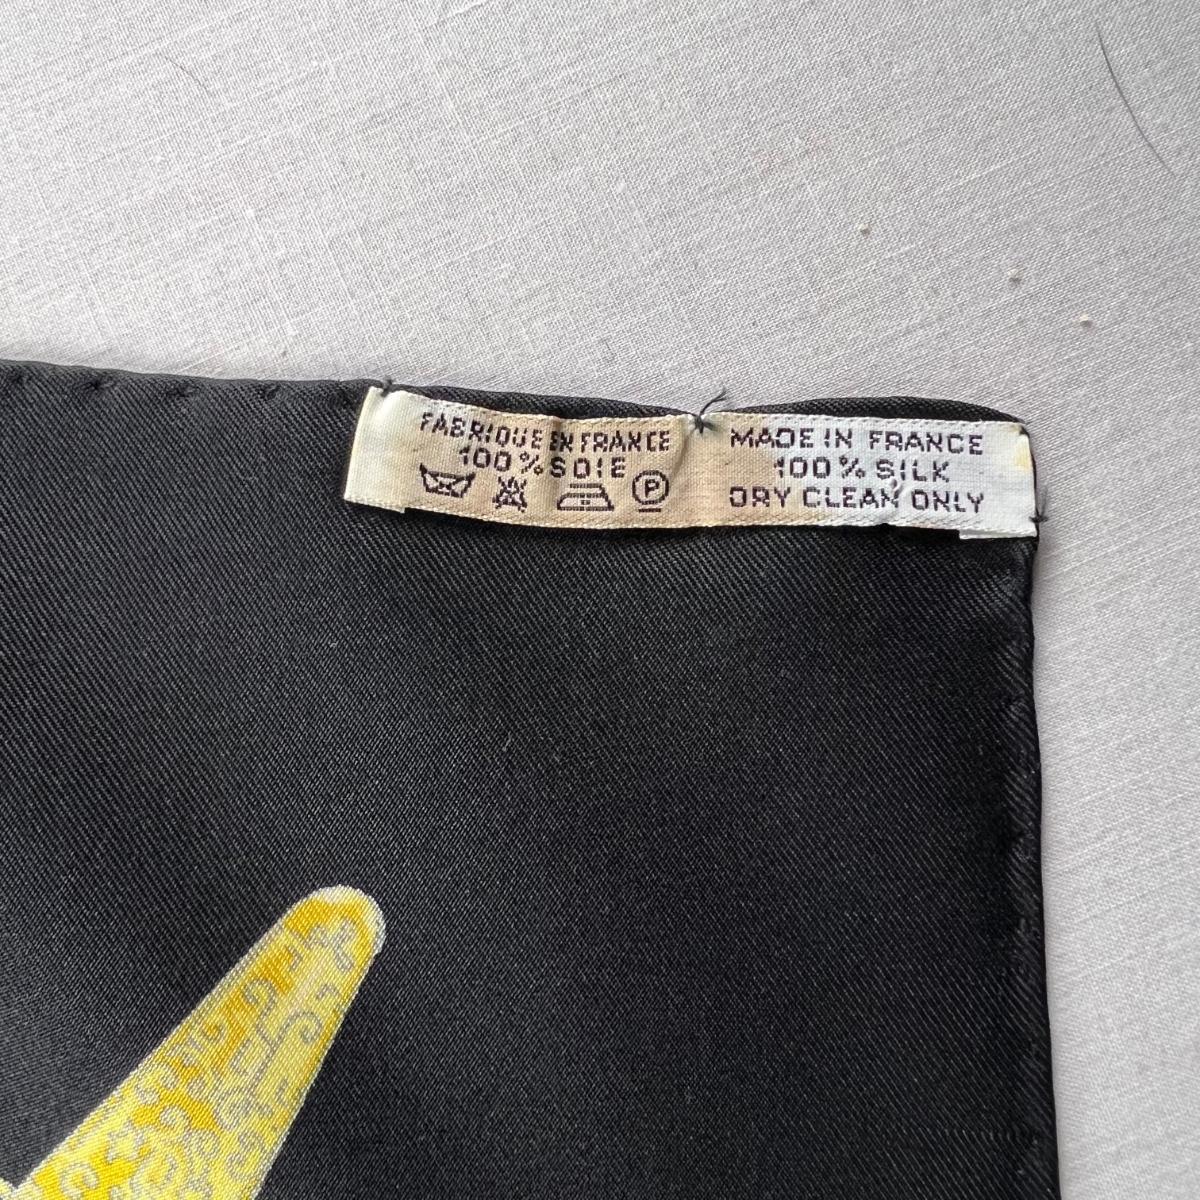 FABRIQUE EN FRANCE
100% SOIE
P
MADE IN FRANCE
100% SILK
DRY CLEAN ONLY